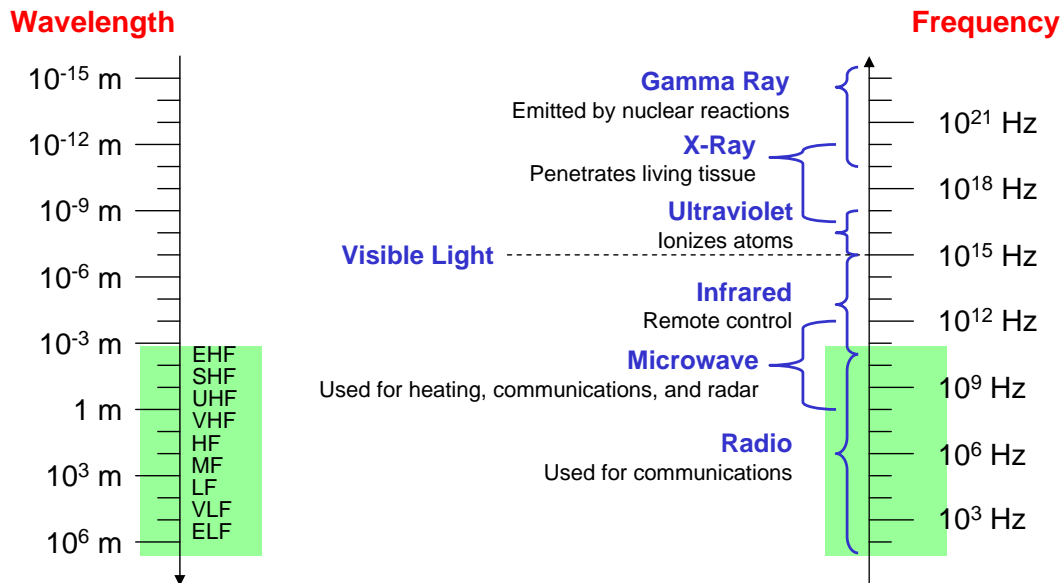 Wavelength
Frequency
10-15 m
10-12 m
10-9 m
10-6 m
10-3 m
1 m
103 m
106 m
EHF
SHF
UHF
VHF
HF
MF
LF
VLF
ELF
Gamma Ray
Emitted by nuclear reactions
X-Ray
Penetrates living tissue
Ultraviolet
Ionizes atoms
Visible Light
Infrared
Remote control
Microwave
Used for heating, communications, and radar
Radio
Used for communications
1021 Hz
1018 Hz
1015 Hz
1012 Hz
109 Hz
106 Hz
103 Hz